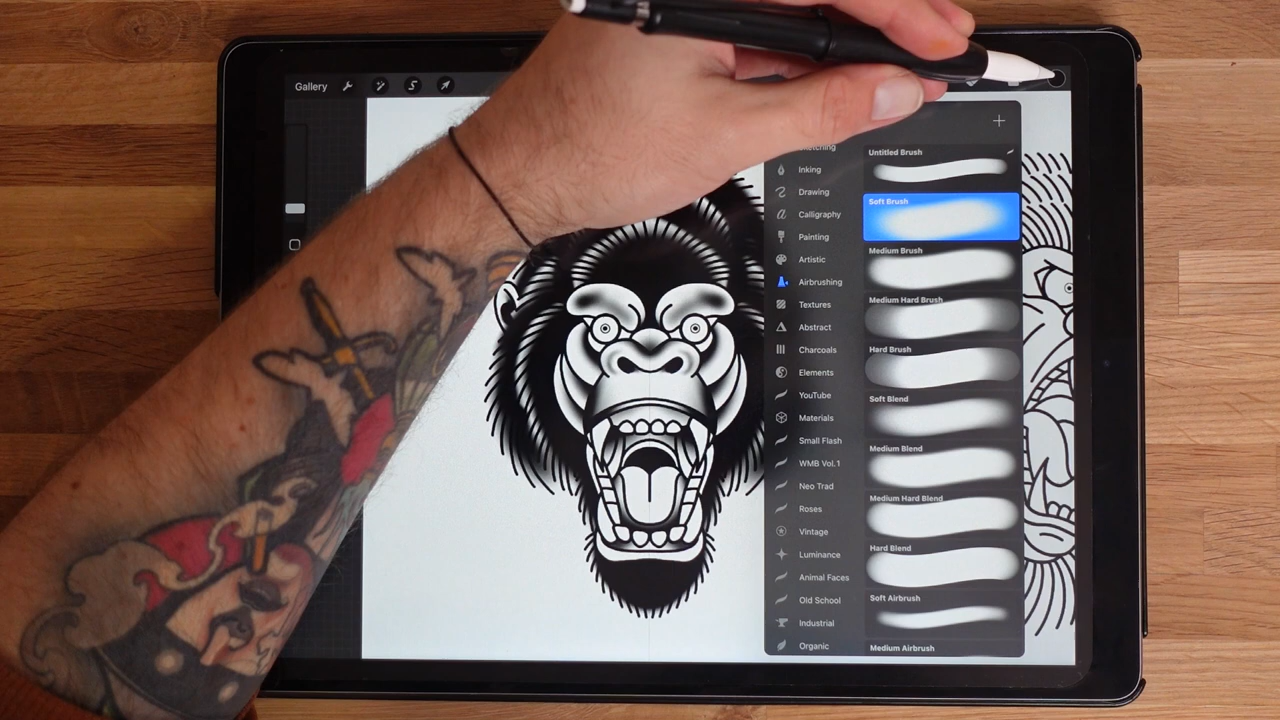 Gallery
Sketching
Inking
Drawing
Calligraphy
Painting
Artistic
Airbrushing
Textures
Abstract
Charcoals
Elements
YouTube
Materials
Small Flash
WMB Vol.1
Neo Trad
Roses
Vintage
Luminance
Animal Faces
Old School
Industrial
Organic
Untitled Brush
Soft Brush
Medium Brush
Medium Hard Brush
Hard Brush
Soft Blend
Medium Blend
Medium Hard Blend
Hard Blend
Soft Airbrush
Medium Airbrush